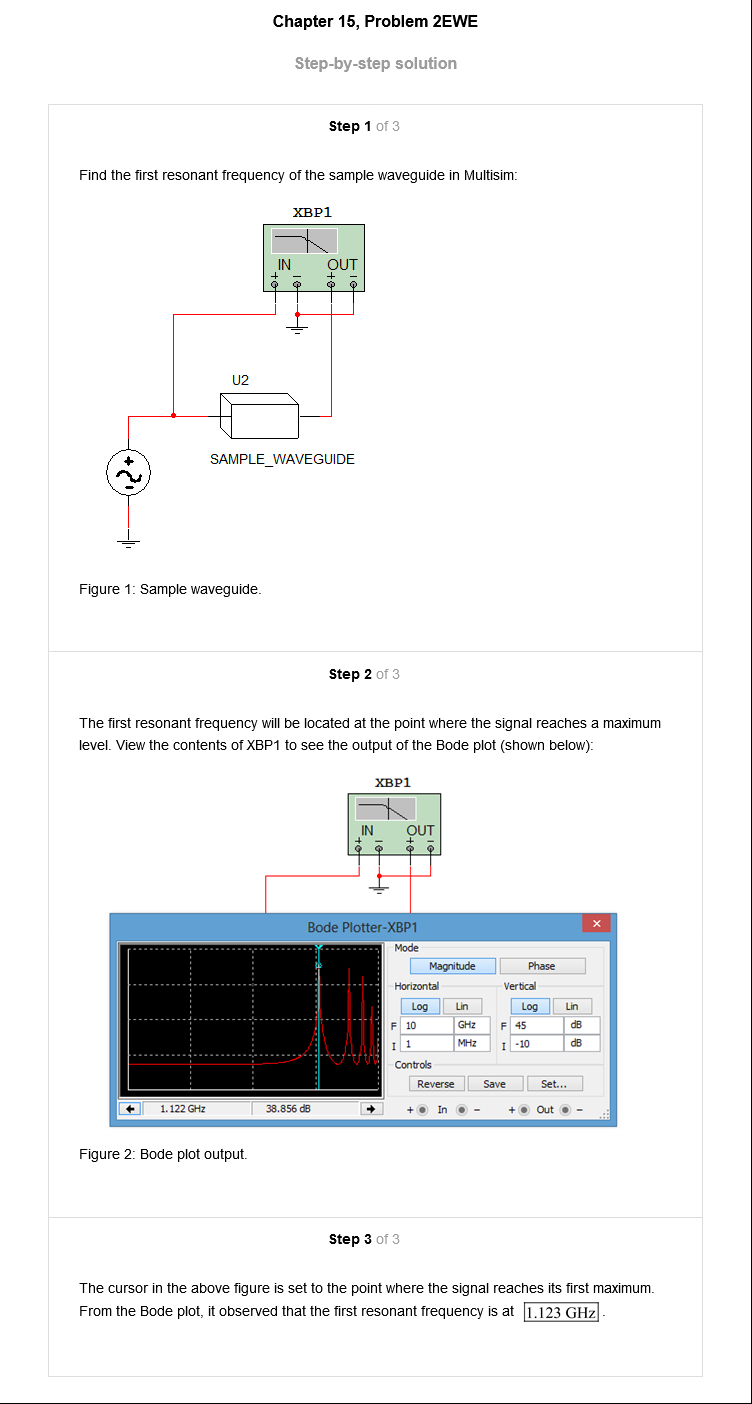 Chapter 15, Problem 2EWE
Step-by-step solution
Step 1 of 3
Find the first resonant frequency of the sample waveguide in Multisim:
XBP1
IN OUT
+ − + −
U2
SAMPLE_WAVEGUIDE
Figure 1: Sample waveguide.
Step 2 of 3
The first resonant frequency will be located at the point where the signal reaches a maximum
level. View the contents of XBP1 to see the output of the Bode plot (shown below):
XBP1
IN OUT
+ − + −
Bode Plotter-XBP1
Mode
Magnitude Phase
Horizontal Vertical
Log Lin Log Lin
F 10 GHz F 45 dB
I 1 MHz I -10 dB
Controls
Reverse Save Set...
1.122 GHz 38.856 dB + In − + Out −
Figure 2: Bode plot output.
Step 3 of 3
The cursor in the above figure is set to the point where the signal reaches its first maximum.
From the Bode plot, it observed that the first resonant frequency is at 1.123 GHz .